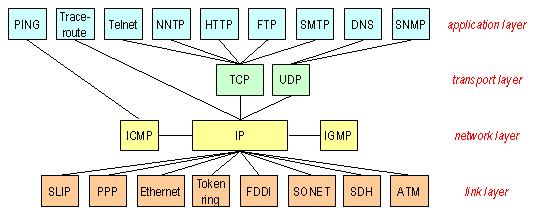 PING
Trace-
route
Telnet
NNTP
HTTP
FTP
SMTP
DNS
SNMP
application layer
TCP
UDP
transport layer
ICMP
IP
IGMP
network layer
SLIP
PPP
Ethernet
Token
ring
FDDI
SONET
SDH
ATM
link layer